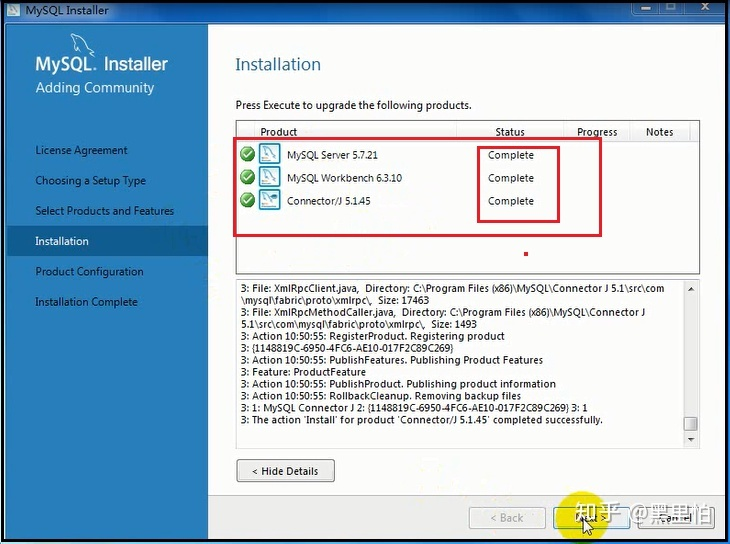 MySQL Installer
MySQL. Installer
Adding Community
License Agreement
Choosing a Setup Type
Select Products and Features
Installation
Product Configuration
Installation Complete
Installation
Press Execute to upgrade the following products.
Product Status Progress Notes
MySQL Server 5.7.21 Complete
MySQL Workbench 6.3.10 Complete
Connector/J 5.1.45 Complete
3: File: XmlRpcClient.java,  Directory: C:\Program Files (x86)\MySQL\Connector J 5.1\src\com
\mysql\fabric\proto\xmlrpc\,  Size: 17463
3: File: XmlRpcMethodCaller.java,  Directory: C:\Program Files (x86)\MySQL\Connector J
5.1\src\com\mysql\fabric\proto\xmlrpc\,  Size: 1493
3: Action 10:50:55: RegisterProduct. Registering product
3: {1148819C-6950-4FC6-AE10-017F2C89C269}
3: Action 10:50:55: PublishFeatures. Publishing Product Features
3: Feature: ProductFeature
3: Action 10:50:55: PublishProduct. Publishing product information
3: Action 10:50:55: RollbackCleanup. Removing backup files
3: 1: MySQL Connector J 2: {1148819C-6950-4FC6-AE10-017F2C89C269} 3: 1
3: The action 'Install' for product 'Connector/J 5.1.45' completed successfully.
< Hide Details
< Back
Next >
Cancel
知乎 @黑里怕